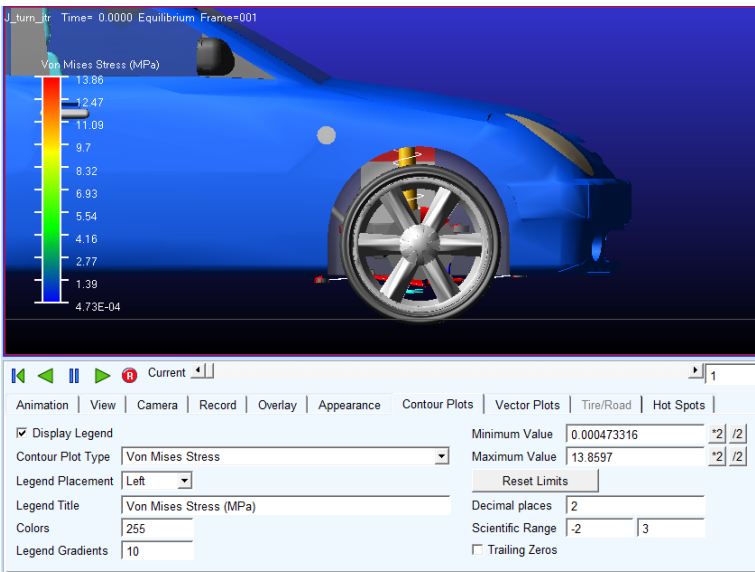 J_turn_jtr Time= 0.0000 Equilibrium Frame=001
Von Mises Stress (MPa)
13.86
12.47
11.09
9.7
8.32
6.93
5.54
4.16
2.77
1.39
4.73E-04
R Current 1
Animation View Camera Record Overlay Appearance Contour Plots Vector Plots Tire/Road Hot Spots
Display Legend Minimum Value 0.000473316 *2 /2
Contour Plot Type Von Mises Stress Maximum Value 13.8597 *2 /2
Legend Placement Left Reset Limits
Legend Title Von Mises Stress (MPa) Decimal places 2
Colors 255 Scientific Range -2 3
Legend Gradients 10 Trailing Zeros